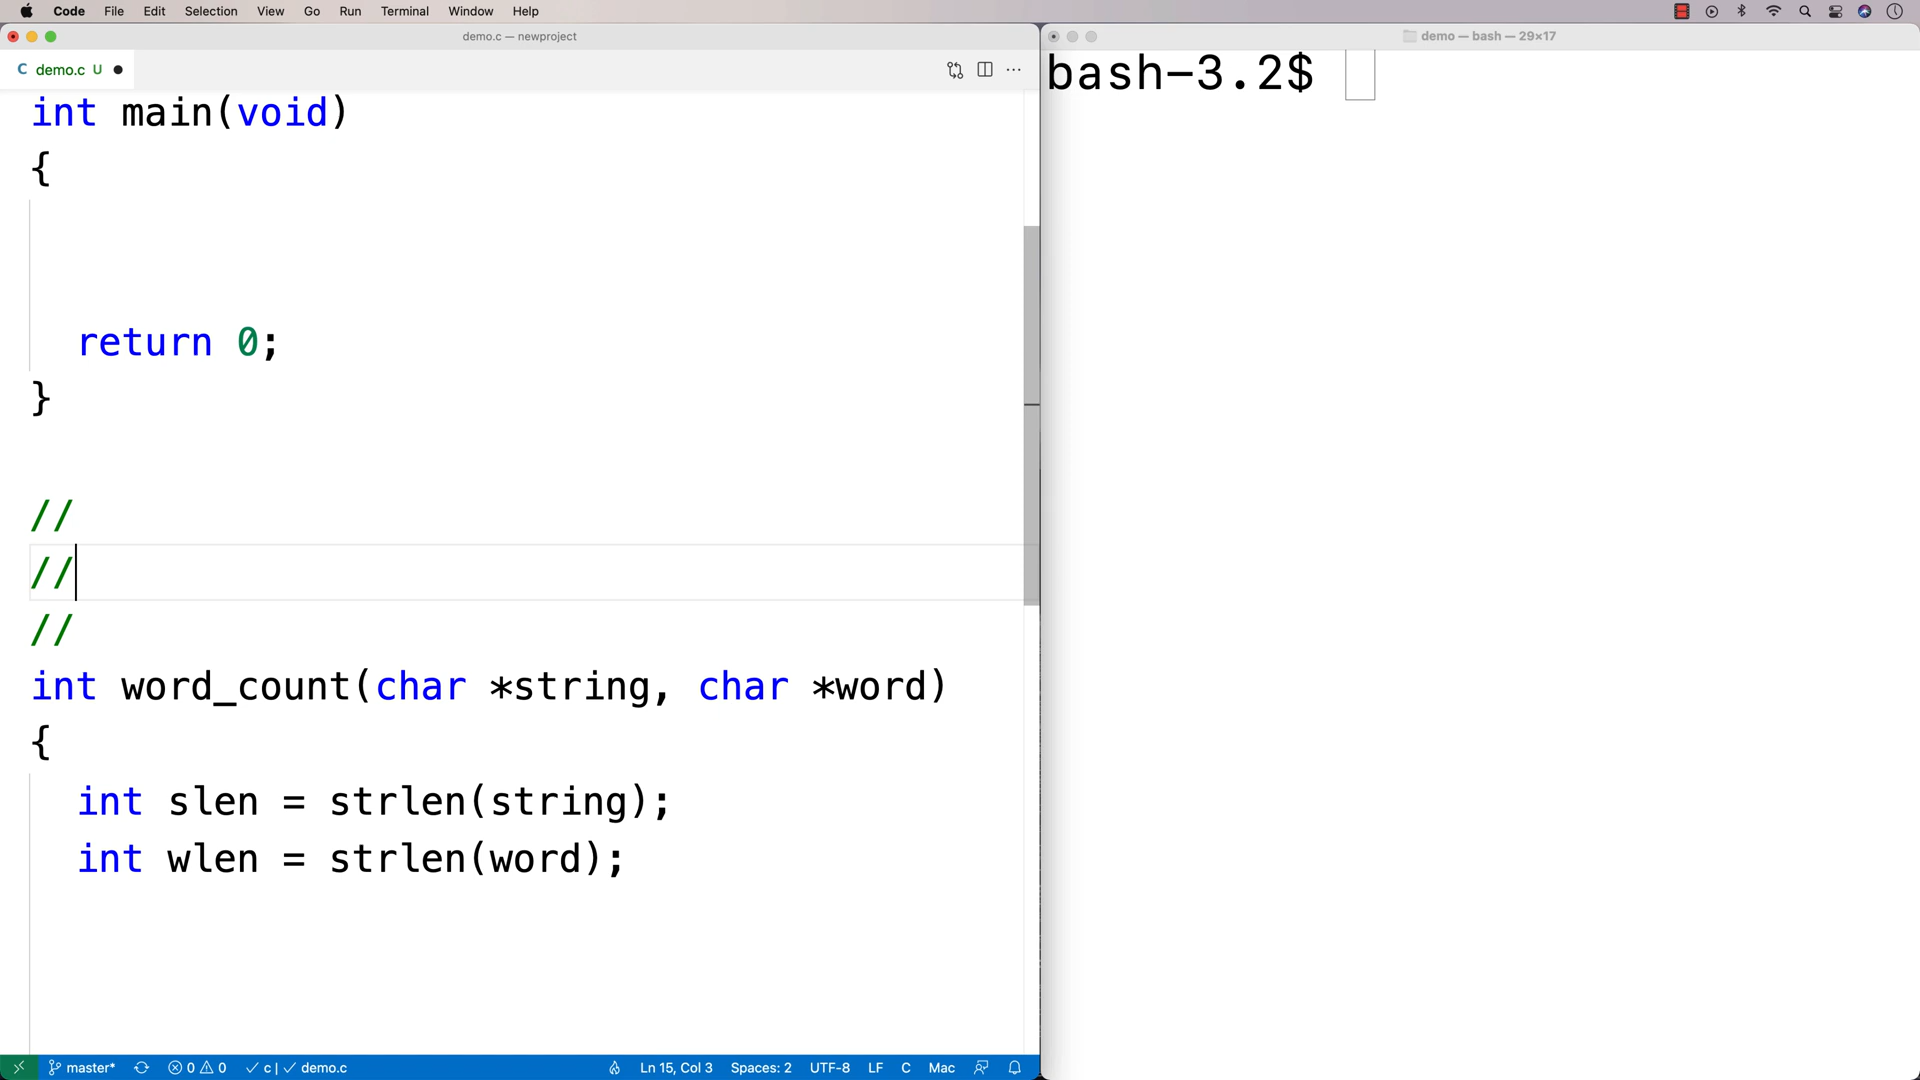 Code File Edit Selection View Go Run Terminal Window Help
demo.c — newproject
C demo.c U
int main(void)
{
return 0;
}
//
//
//
int word_count(char *string, char *word)
{
int slen = strlen(string);
int wlen = strlen(word);
master* 0 0 c | demo.c Ln 15, Col 3 Spaces: 2 UTF-8 LF C Mac
demo — bash — 29×17
bash-3.2$